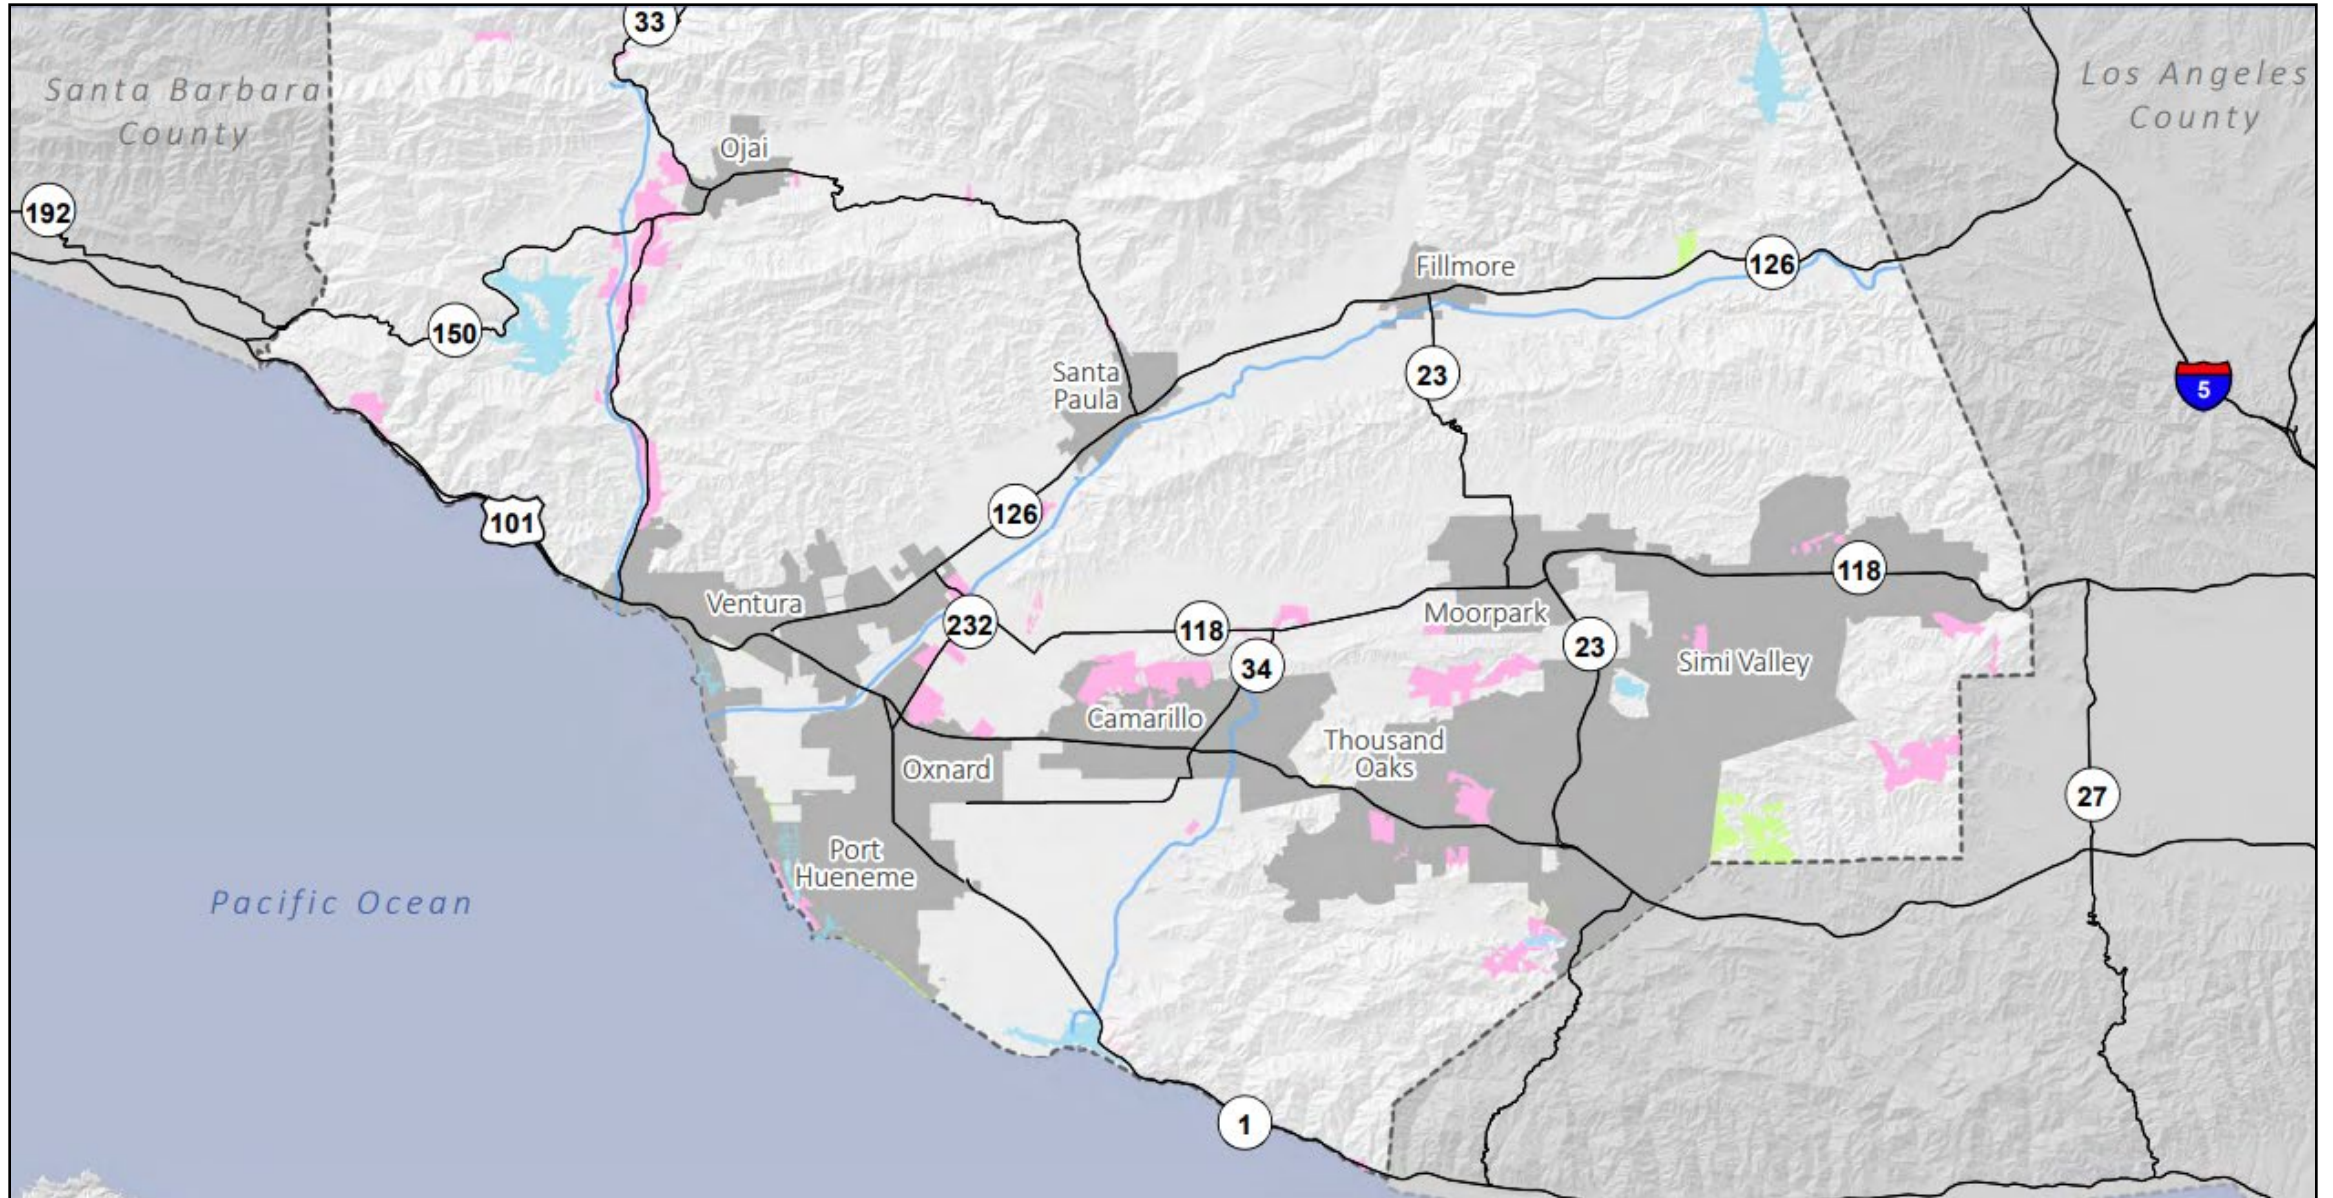 33
Santa Barbara
County
Los Angeles
County
Ojai
192
126
Fillmore
150
Santa
Paula
23
5
101
126
118
Ventura
Moorpark
232
118
23
34
Simi Valley
Camarillo
Thousand
Oaks
Oxnard
27
Port
Hueneme
Pacific Ocean
1